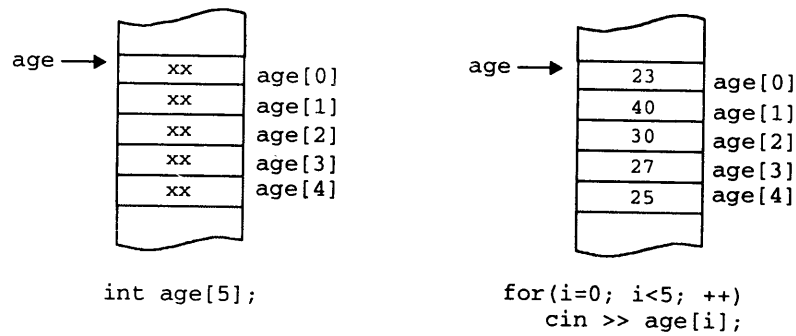 age
xx age[0]
xx age[1]
xx age[2]
xx age[3]
xx age[4]
int age[5];
age
23 age[0]
40 age[1]
30 age[2]
27 age[3]
25 age[4]
for(i=0; i<5; ++)
cin >> age[i];